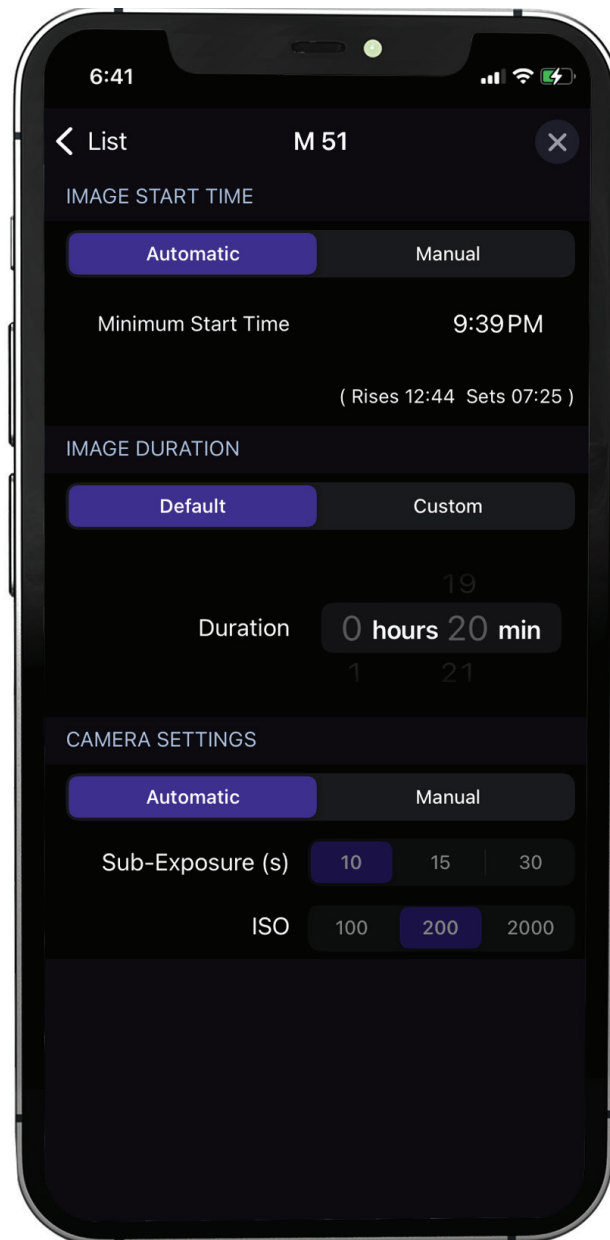 6:41
List M 51
IMAGE START TIME
Automatic Manual
Minimum Start Time 9:39 PM
( Rises 12:44 Sets 07:25 )
IMAGE DURATION
Default Custom
19
Duration 0 hours 20 min
1 21
CAMERA SETTINGS
Automatic Manual
Sub-Exposure (s) 10 15 30
ISO 100 200 2000